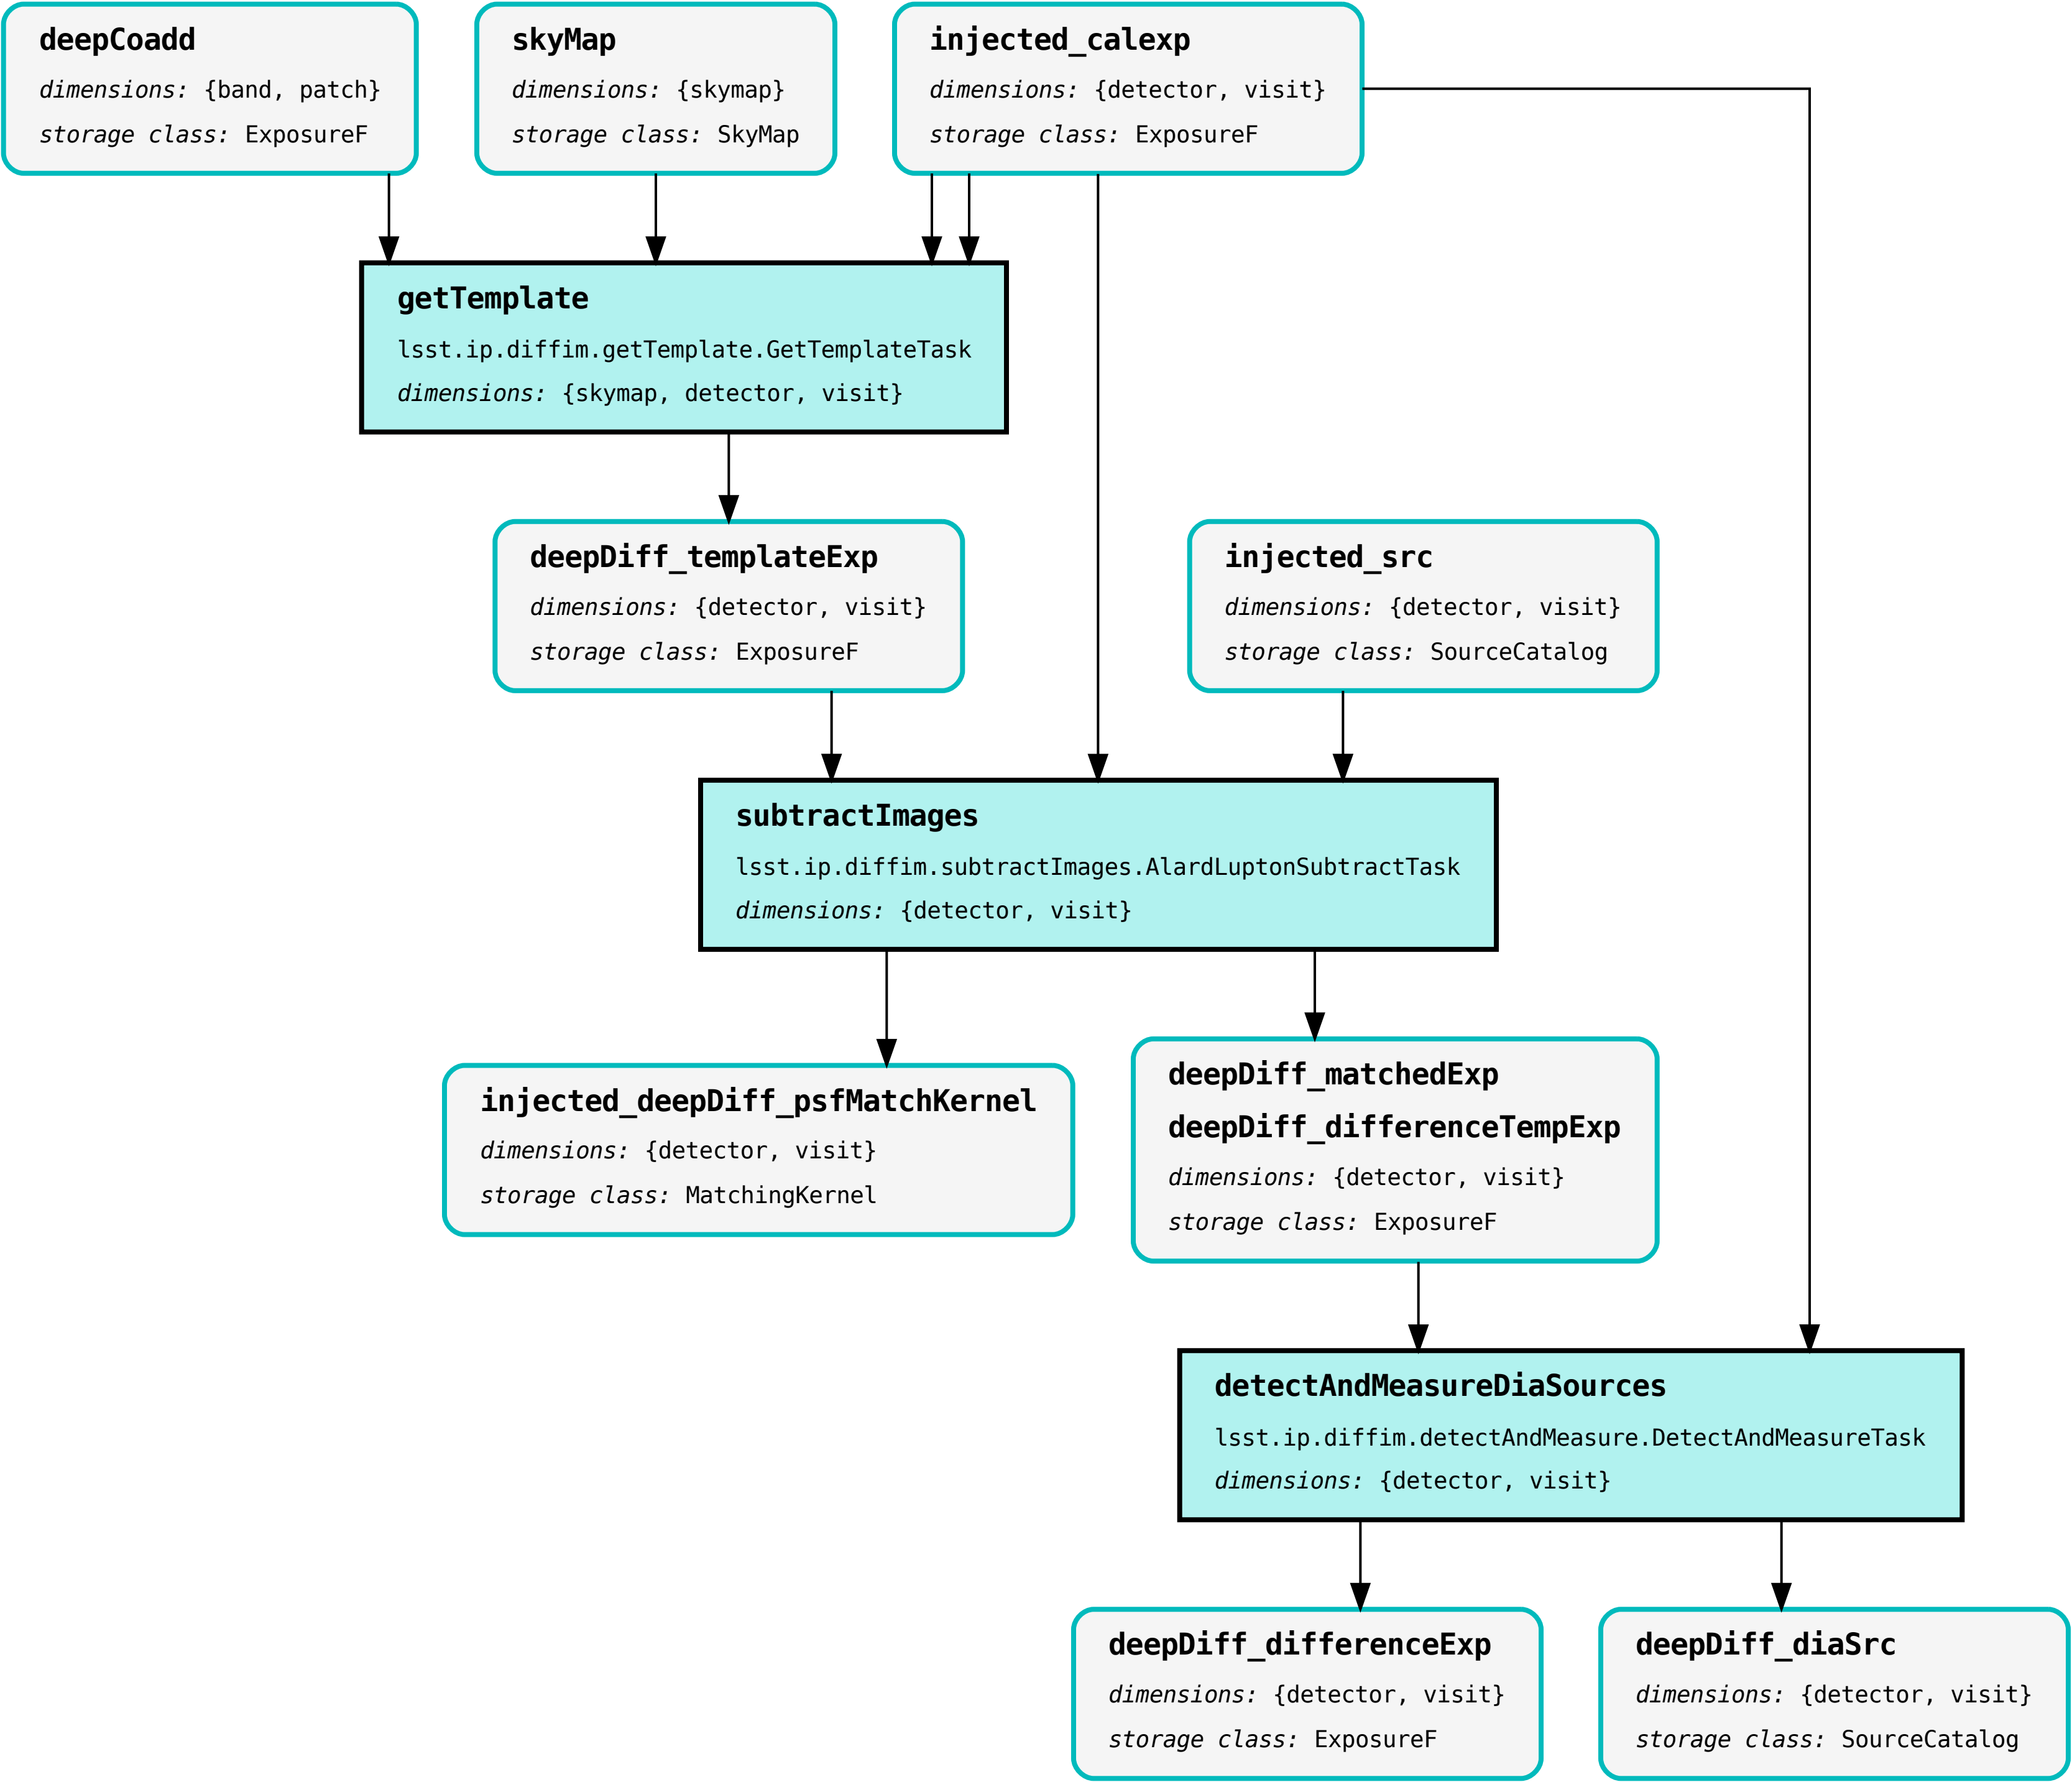 deepCoadd
dimensions: {band, patch}
storage class: ExposureF
skyMap
dimensions: {skymap}
storage class: SkyMap
injected_calexp
dimensions: {detector, visit}
storage class: ExposureF
getTemplate
lsst.ip.diffim.getTemplate.GetTemplateTask
dimensions: {skymap, detector, visit}
deepDiff_templateExp
dimensions: {detector, visit}
storage class: ExposureF
injected_src
dimensions: {detector, visit}
storage class: SourceCatalog
subtractImages
lsst.ip.diffim.subtractImages.AlardLuptonSubtractTask
dimensions: {detector, visit}
injected_deepDiff_psfMatchKernel
dimensions: {detector, visit}
storage class: MatchingKernel
deepDiff_matchedExp
deepDiff_differenceTempExp
dimensions: {detector, visit}
storage class: ExposureF
detectAndMeasureDiaSources
lsst.ip.diffim.detectAndMeasure.DetectAndMeasureTask
dimensions: {detector, visit}
deepDiff_differenceExp
dimensions: {detector, visit}
storage class: ExposureF
deepDiff_diaSrc
dimensions: {detector, visit}
storage class: SourceCatalog